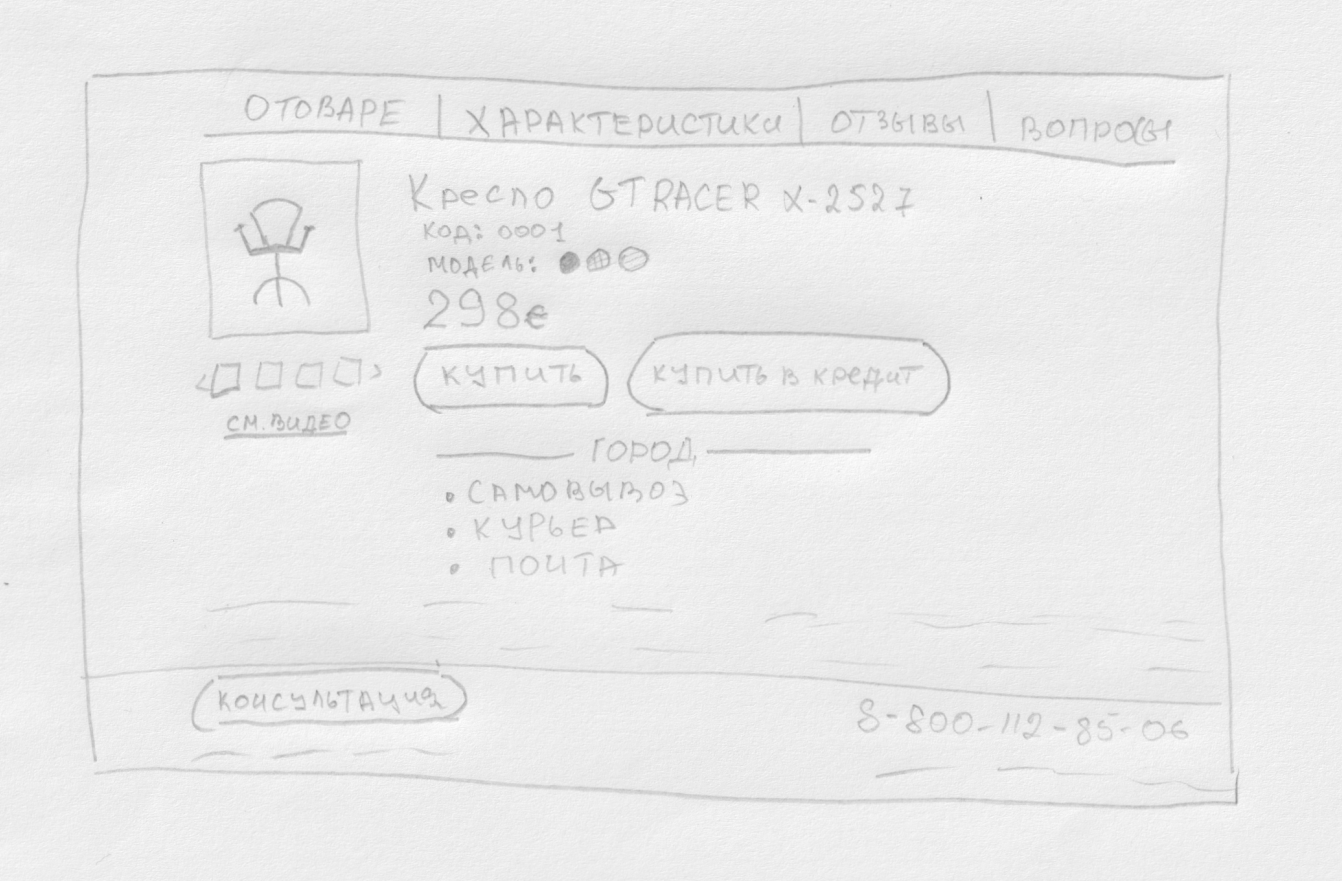 ОТОВАРЕ | ХАРАКТЕРИСТИКИ | ОТЗЫВЫ | ВОПРОСЫ
Кресло GTRACER X-2527
КОД: 0001
МОДЕЛЬ:
298€
КУПИТЬ КУПИТЬ В КРЕДИТ
СМ. ВИДЕО
ГОРОД
• САМОВЫВОЗ
• КУРЬЕР
• ПОЧТА
КОНСУЛЬТАЦИЯ
8-800-112-85-06